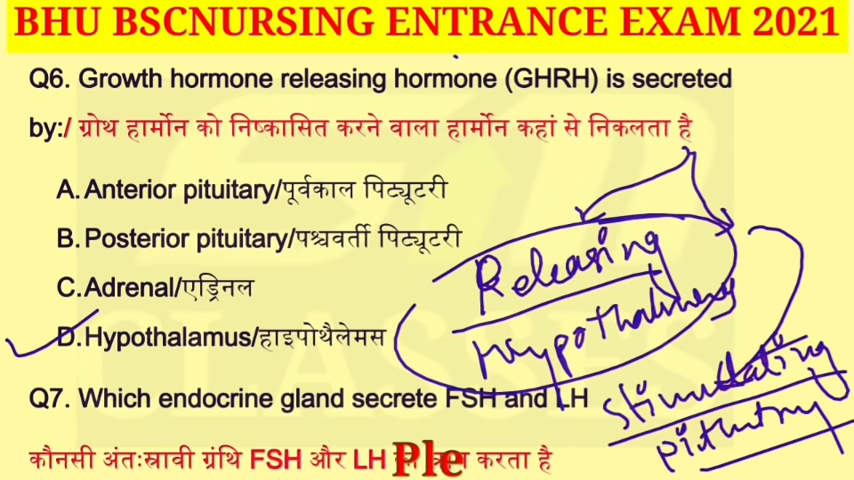 BHU BSCNURSING ENTRANCE EXAM 2021
Q6. Growth hormone releasing hormone (GHRH) is secreted
by:/ ग्रोथ हार्मोन को निष्कासित करने वाला हार्मोन कहां से निकलता है
A. Anterior pituitary/पूर्वकाल पिट्यूटरी
B. Posterior pituitary/पश्चवर्ती पिट्यूटरी
C. Adrenal/एड्रिनल
D. Hypothalamus/हाइपोथैलेमस
Releasing
Stimulating
Q7. Which endocrine gland secrete FSH and LH
कौनसी अंतःस्रावी ग्रंथि FSH और LH करता है
Ple
CLASSES